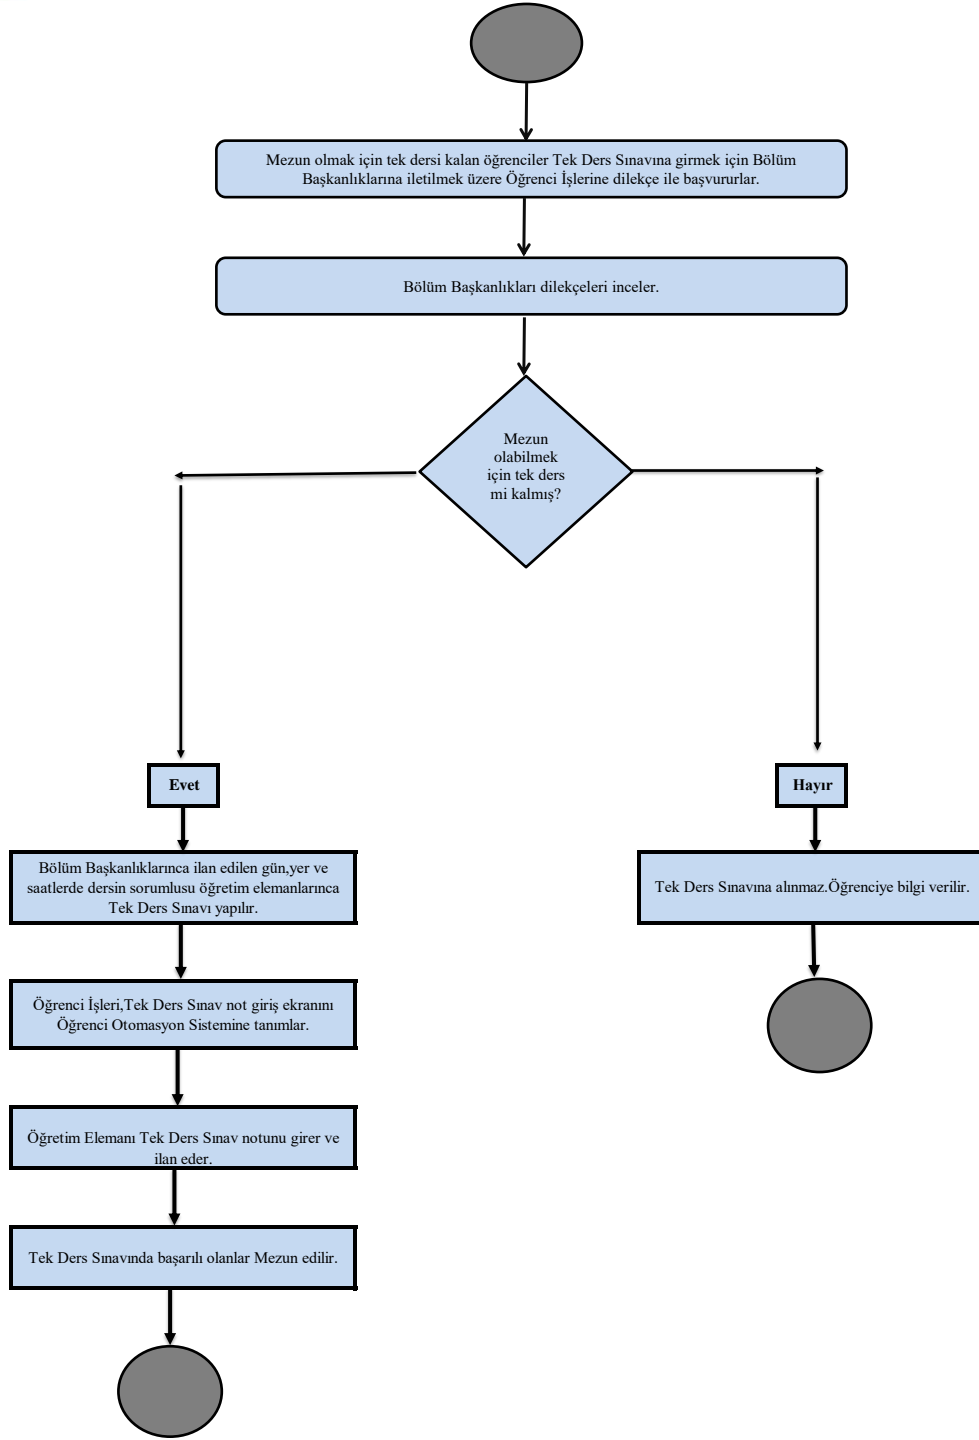 Mezun olmak için tek dersi kalan öğrenciler Tek Ders Sınavına girmek için Bölüm
Başkanlıklarına iletilmek üzere Öğrenci İşlerine dilekçe ile başvururlar.
Bölüm Başkanlıkları dilekçeleri inceler.
Mezun
olabilmek
için tek ders
mi kalmış?
Evet
Hayır
Bölüm Başkanlıklarınca ilan edilen gün,yer ve
saatlerde dersin sorumlusu öğretim elemanlarınca
Tek Ders Sınavı yapılır.
Tek Ders Sınavına alınmaz.Öğrenciye bilgi verilir.
Öğrenci İşleri,Tek Ders Sınav not giriş ekranını
Öğrenci Otomasyon Sistemine tanımlar.
Öğretim Elemanı Tek Ders Sınav notunu girer ve
ilan eder.
Tek Ders Sınavında başarılı olanlar Mezun edilir.